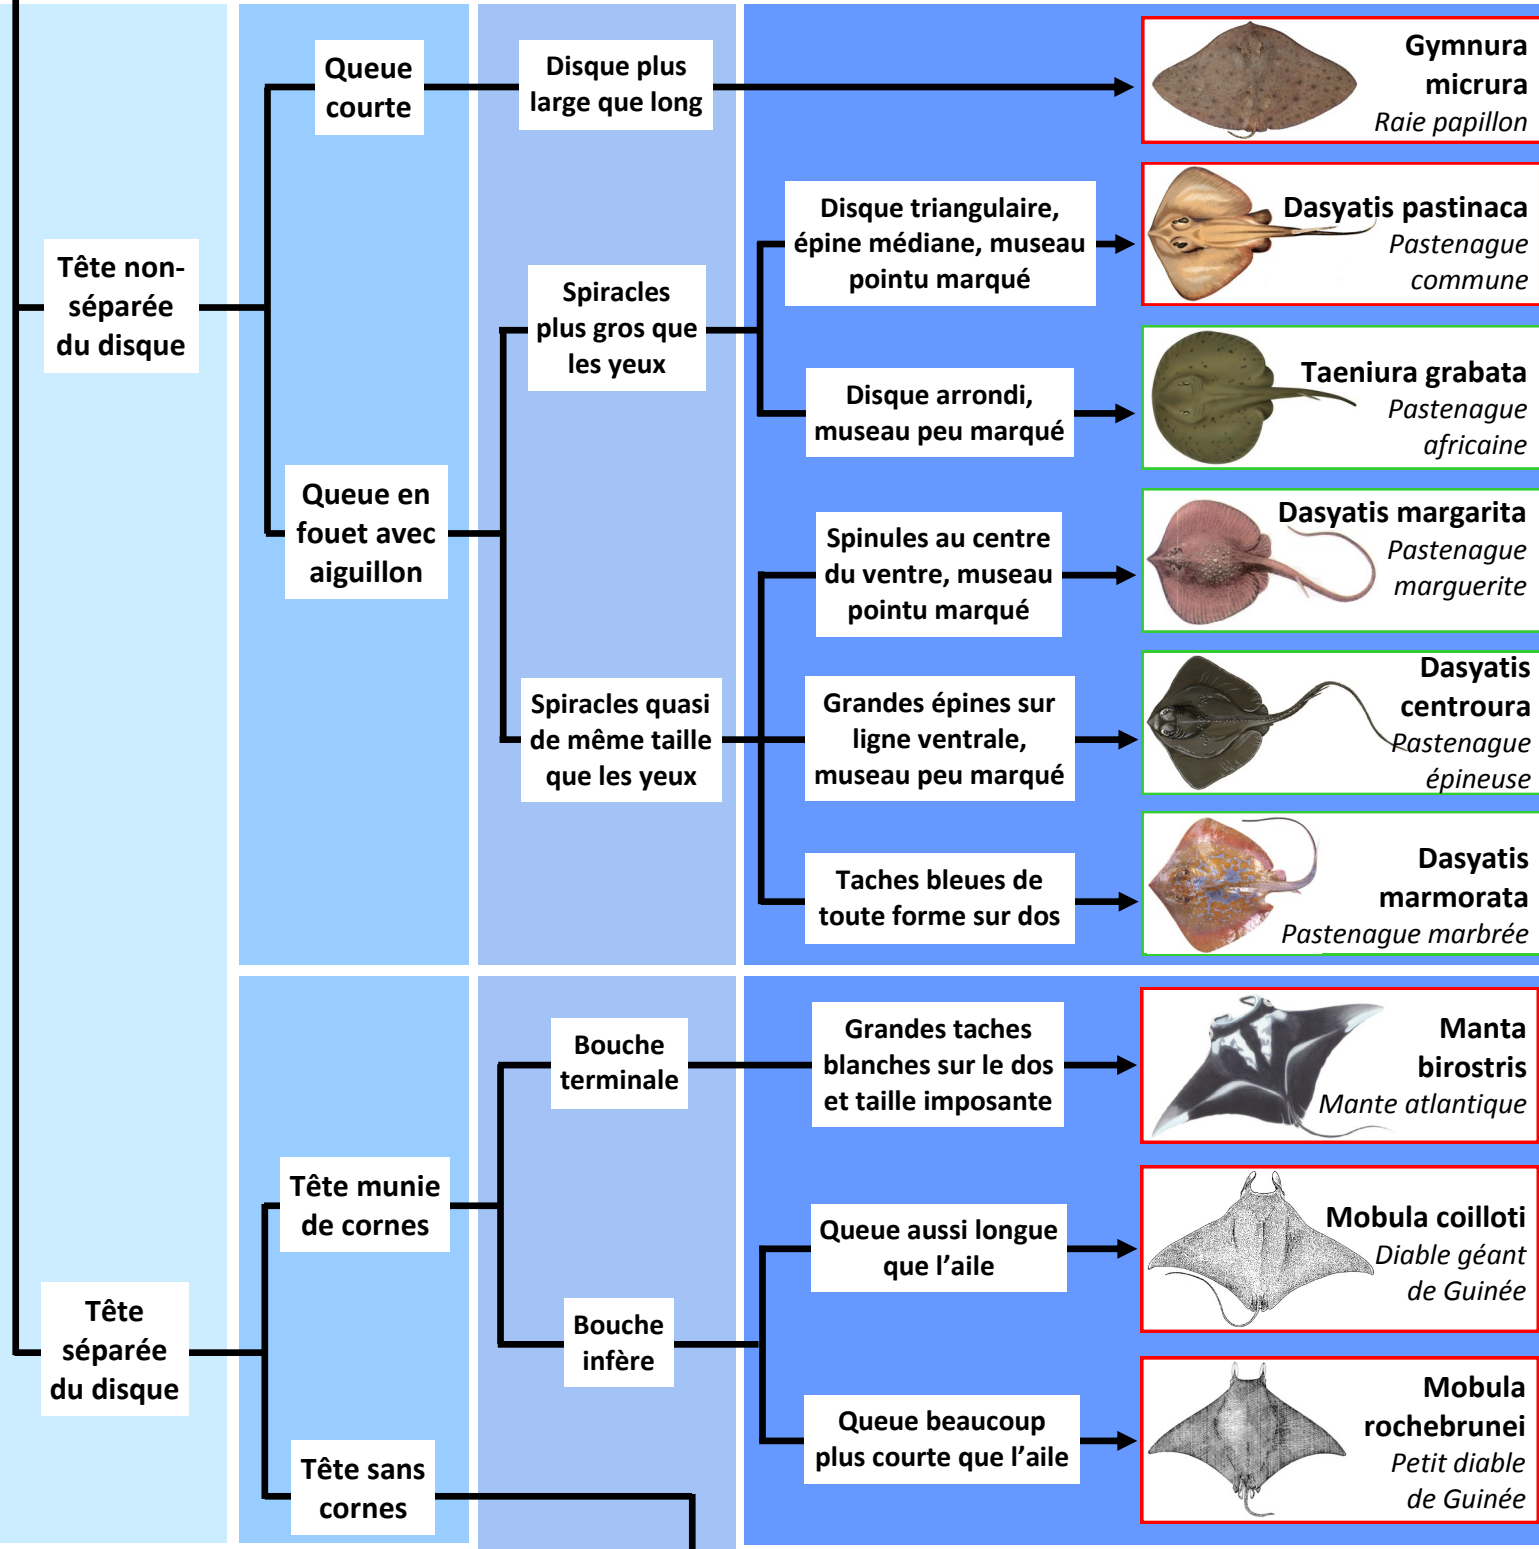 Queue
courte
Disque plus
large que long
Gymnura
micrura
Raie papillon
Tête non-
séparée
du disque
Spiracles
plus gros que
les yeux
Disque triangulaire,
épine médiane, museau
pointu marqué
Dasyatis pastinaca
Pastenague
commune
Disque arrondi,
museau peu marqué
Taeniura grabata
Pastenague
africaine
Queue en
fouet avec
aiguillon
Spinules au centre
du ventre, museau
pointu marqué
Dasyatis margarita
Pastenague
marguerite
Spiracles quasi
de même taille
que les yeux
Grandes épines sur
ligne ventrale,
museau peu marqué
Dasyatis
centroura
Pastenague
épineuse
Taches bleues de
toute forme sur dos
Dasyatis
marmorata
Pastenague marbrée
Bouche
terminale
Grandes taches
blanches sur le dos
et taille imposante
Manta
birostris
Mante atlantique
Tête munie
de cornes
Queue aussi longue
que l’aile
Mobula coilloti
Diable géant
de Guinée
Tête
séparée
du disque
Bouche
infère
Queue beaucoup
plus courte que l’aile
Mobula
rochebrunei
Petit diable
de Guinée
Tête sans
cornes